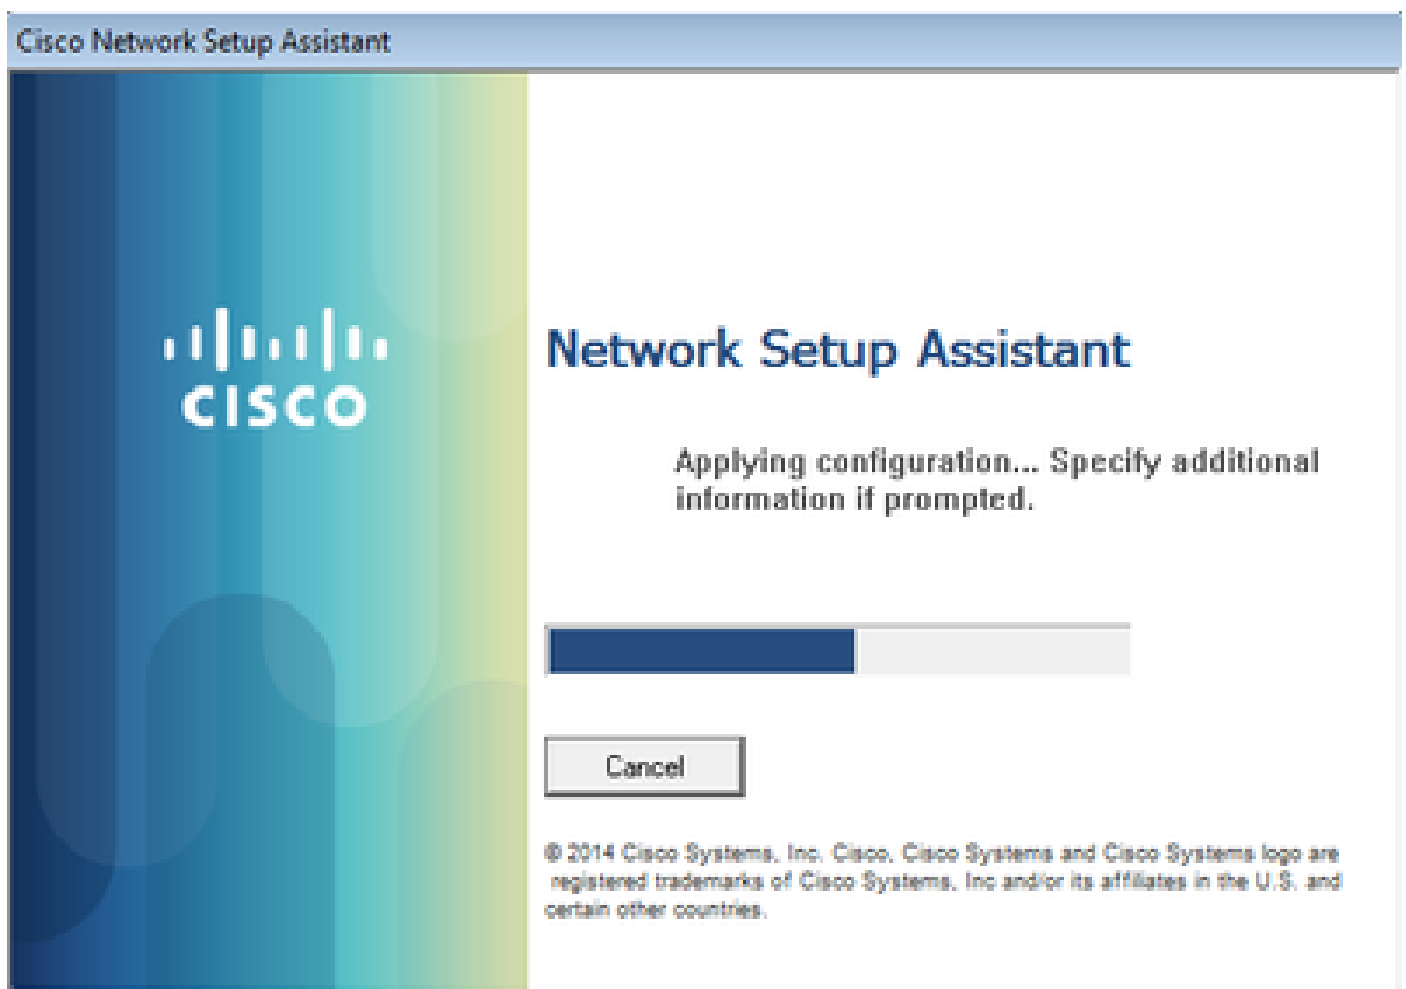 Cisco Network Setup Assistant
CISCO
Network Setup Assistant
Applying configuration... Specify additional
information if prompted.
Cancel
© 2014 Cisco Systems, Inc. Cisco, Cisco Systems and Cisco Systems logo are
registered trademarks of Cisco Systems, Inc and/or its affiliates in the U.S. and
certain other countries.